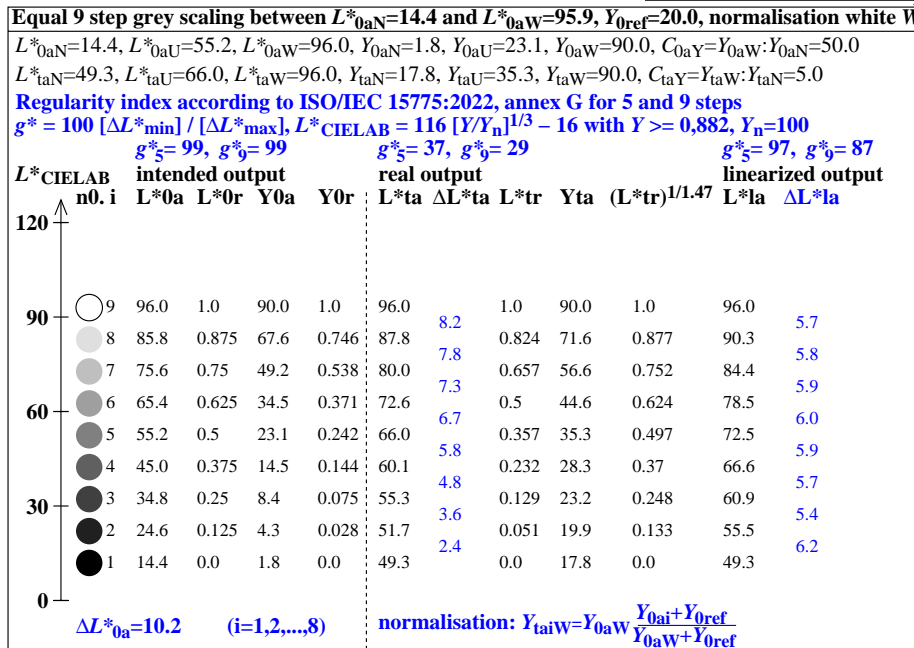 Equal 9 step grey scaling between L*0aN=14.4 and L*0aW=95.9, Y0ref=20.0, normalisation white W
L*0aN=14.4, L*0aU=55.2, L*0aW=96.0, Y0aN=1.8, Y0aU=23.1, Y0aW=90.0, C0aY=Y0aW:Y0aN=50.0
L*taN=49.3, L*taU=66.0, L*taW=96.0, YtaN=17.8, YtaU=35.3, YtaW=90.0, CtaY=YtaW:YtaN=5.0
Regularity index according to ISO/IEC 15775:2022, annex G for 5 and 9 steps
g* = 100 [ΔL*min] / [ΔL*max], L*CIELAB = 116 [Y/Yn]1/3 – 16 with Y >= 0,882, Yn=100
g*5= 99, g*9= 99 g*5= 37, g*9= 29 g*5= 97, g*9= 87
L*CIELAB intended output real output linearized output
n0. i L*0a L*0r Y0a Y0r L*ta ΔL*ta L*tr Yta (L*tr)1/1.47 L*la ΔL*la
120
9 96.0 1.0 90.0 1.0 96.0 1.0 90.0 1.0 96.0
90 8.2 5.7
8 85.8 0.875 67.6 0.746 87.8 0.824 71.6 0.877 90.3
7.8 5.8
7 75.6 0.75 49.2 0.538 80.0 0.657 56.6 0.752 84.4
7.3 5.9
6 65.4 0.625 34.5 0.371 72.6 0.5 44.6 0.624 78.5
60 6.7 6.0
5 55.2 0.5 23.1 0.242 66.0 0.357 35.3 0.497 72.5
5.8 5.9
4 45.0 0.375 14.5 0.144 60.1 0.232 28.3 0.37 66.6
4.8 5.7
3 34.8 0.25 8.4 0.075 55.3 0.129 23.2 0.248 60.9
30 3.6 5.4
2 24.6 0.125 4.3 0.028 51.7 0.051 19.9 0.133 55.5
2.4 6.2
1 14.4 0.0 1.8 0.0 49.3 0.0 17.8 0.0 49.3
0
ΔL*0a=10.2 (i=1,2,...,8) normalisation: YtaiW=Y0aW Y0ai+Y0ref
Y0aW+Y0ref